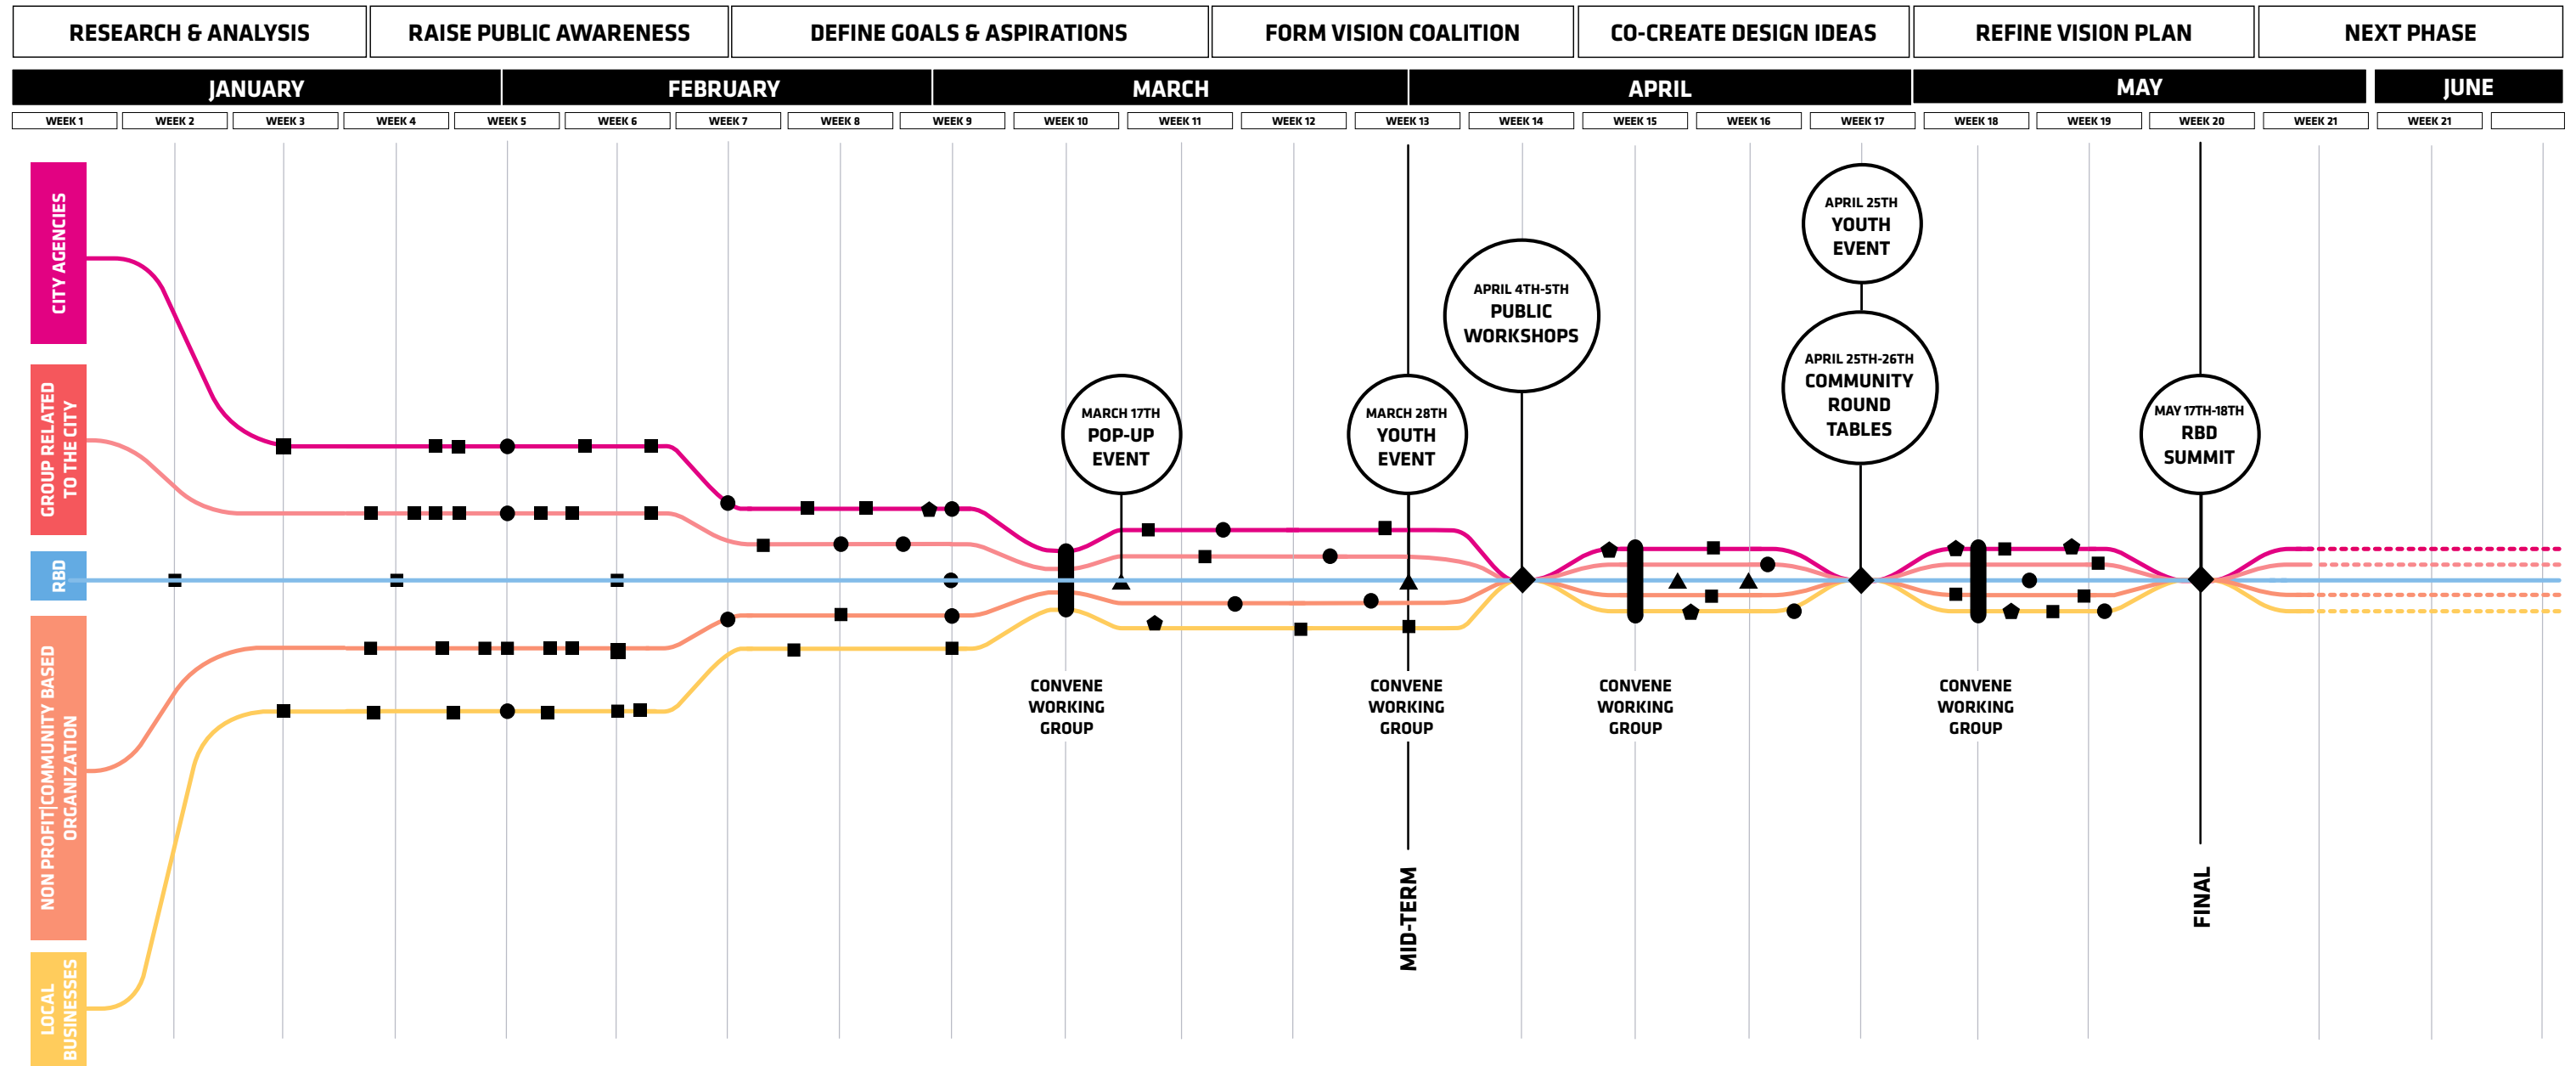 RESEARCH & ANALYSIS
RAISE PUBLIC AWARENESS
DEFINE GOALS & ASPIRATIONS
FORM VISION COALITION
CO-CREATE DESIGN IDEAS
REFINE VISION PLAN
NEXT PHASE
JANUARY
FEBRUARY
MARCH
APRIL
MAY
JUNE
WEEK 1
WEEK 2
WEEK 3
WEEK 4
WEEK 5
WEEK 6
WEEK 7
WEEK 8
WEEK 9
WEEK 10
WEEK 11
WEEK 12
WEEK 13
WEEK 14
WEEK 15
WEEK 16
WEEK 17
WEEK 18
WEEK 19
WEEK 20
WEEK 21
WEEK 21
CITY AGENCIES
GROUP RELATED
TO THE CITY
RBD
NON PROFIT|COMMUNITY BASED
ORGANIZATION
LOCAL
BUSINESSES
MARCH 17TH
POP-UP
EVENT
MARCH 28TH
YOUTH
EVENT
APRIL 4TH-5TH
PUBLIC
WORKSHOPS
APRIL 25TH
YOUTH
EVENT
APRIL 25TH-26TH
COMMUNITY
ROUND
TABLES
MAY 17TH-18TH
RBD
SUMMIT
CONVENE
WORKING
GROUP
CONVENE
WORKING
GROUP
CONVENE
WORKING
GROUP
CONVENE
WORKING
GROUP
MID-TERM
FINAL